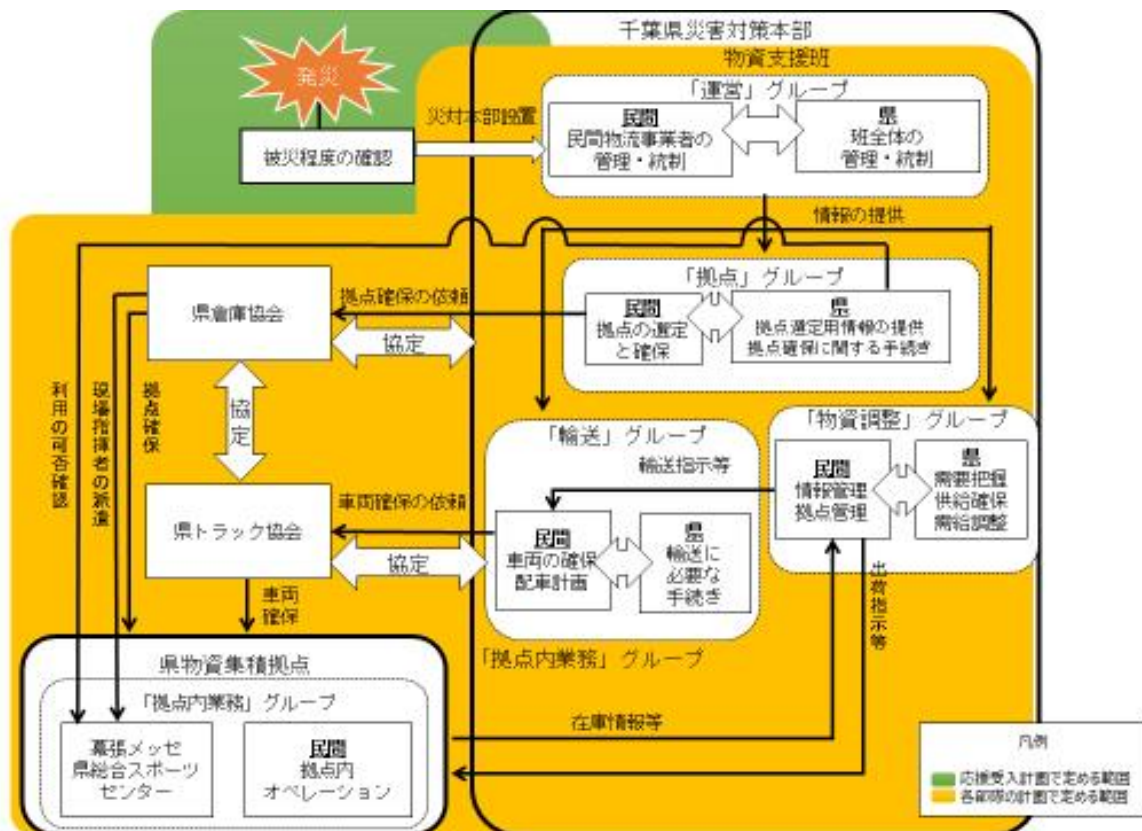 千葉県災害対策本部
物資支援班
発災
被災程度の確認
災対本部設置
「運営」グループ
民間
民間物流事業者の
管理・統制
県
班全体の
管理・統制
情報の提供
「拠点」グループ
民間
拠点の選定
と確保
県
拠点選定用情報の提供
拠点確保に関する手続き
県倉庫協会
拠点確保の依頼
協定
協定
利用の可否確認
現場指揮者の派遣
拠点確保
「輸送」グループ
輸送指示等
民間
車両の確保
配車計画
県
輸送に
必要な
手続き
「物資調整」グループ
民間
情報管理
拠点管理
県
需要把握
供給確保
需給調整
県トラック協会
車両確保の依頼
協定
車両
確保
出荷指示等
「拠点内業務」グループ
県物資集積拠点
「拠点内業務」グループ
幕張メッセ
県総合スポーツ
センター
民間
拠点内
オペレーション
在庫情報等
凡例
応援受入計画で定める範囲
各部隊の計画で定める範囲